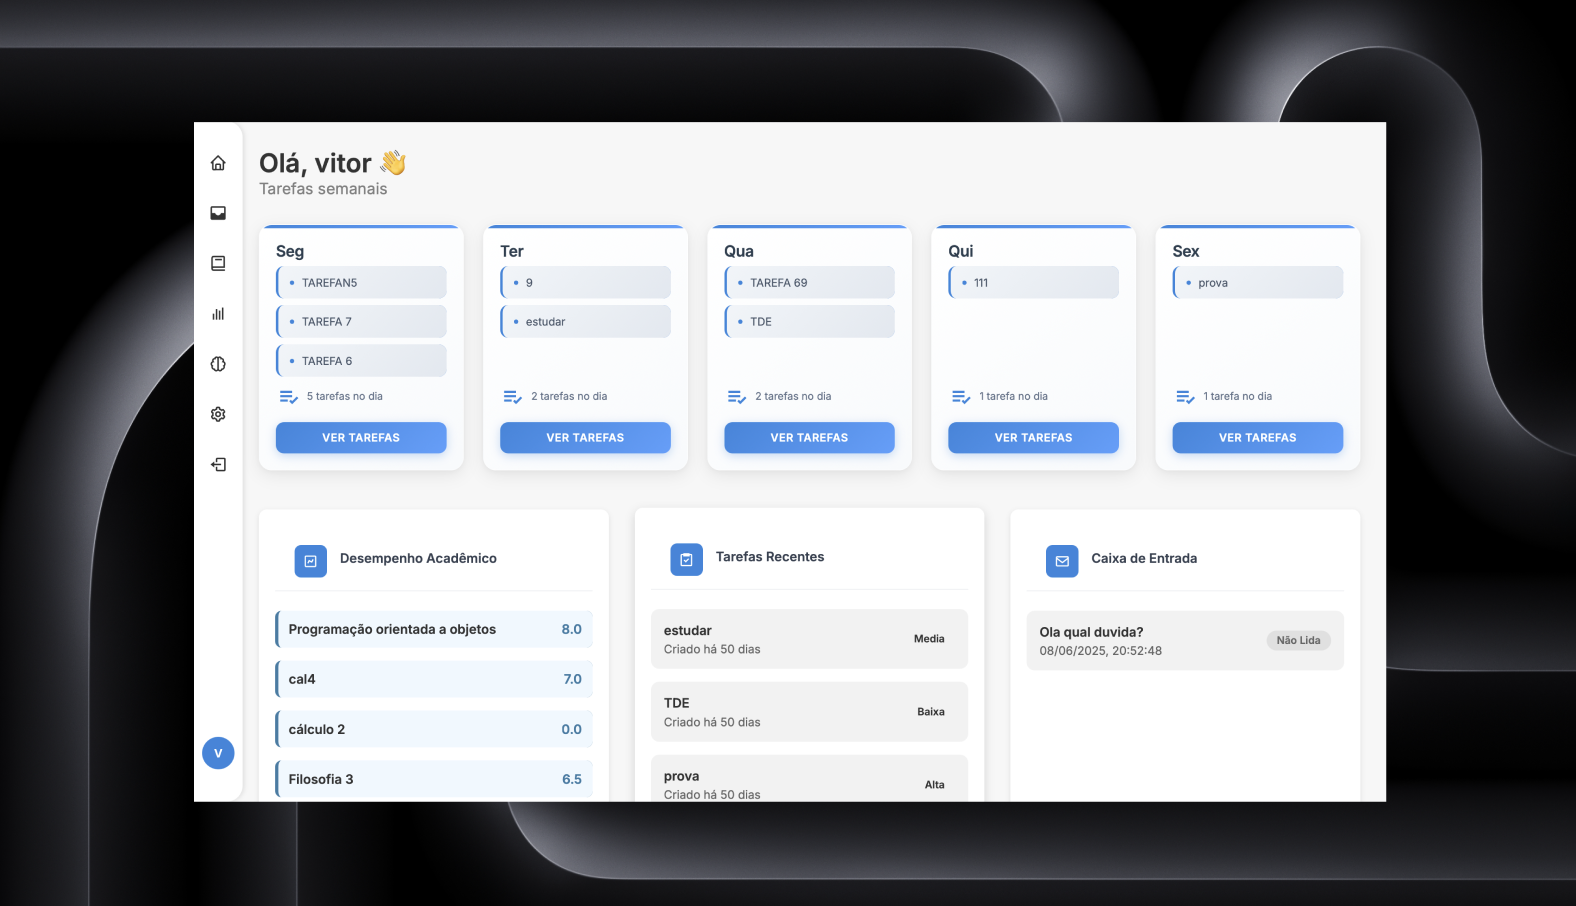 Olá, vitor 👋
Tarefas semanais
Seg
TAREFAN5
TAREFA 7
TAREFA 6
5 tarefas no dia
VER TAREFAS
Ter
9
estudar
2 tarefas no dia
VER TAREFAS
Qua
TAREFA 69
TDE
2 tarefas no dia
VER TAREFAS
Qui
111
1 tarefa no dia
VER TAREFAS
Sex
prova
1 tarefa no dia
VER TAREFAS
Desempenho Acadêmico
Programação orientada a objetos 8.0
cal4 7.0
cálculo 2 0.0
Filosofia 3 6.5
Tarefas Recentes
estudar
Criado há 50 dias
Media
TDE
Criado há 50 dias
Baixa
prova
Criado há 50 dias
Alta
Caixa de Entrada
Ola qual duvida?
08/06/2025, 20:52:48
Não Lida
V